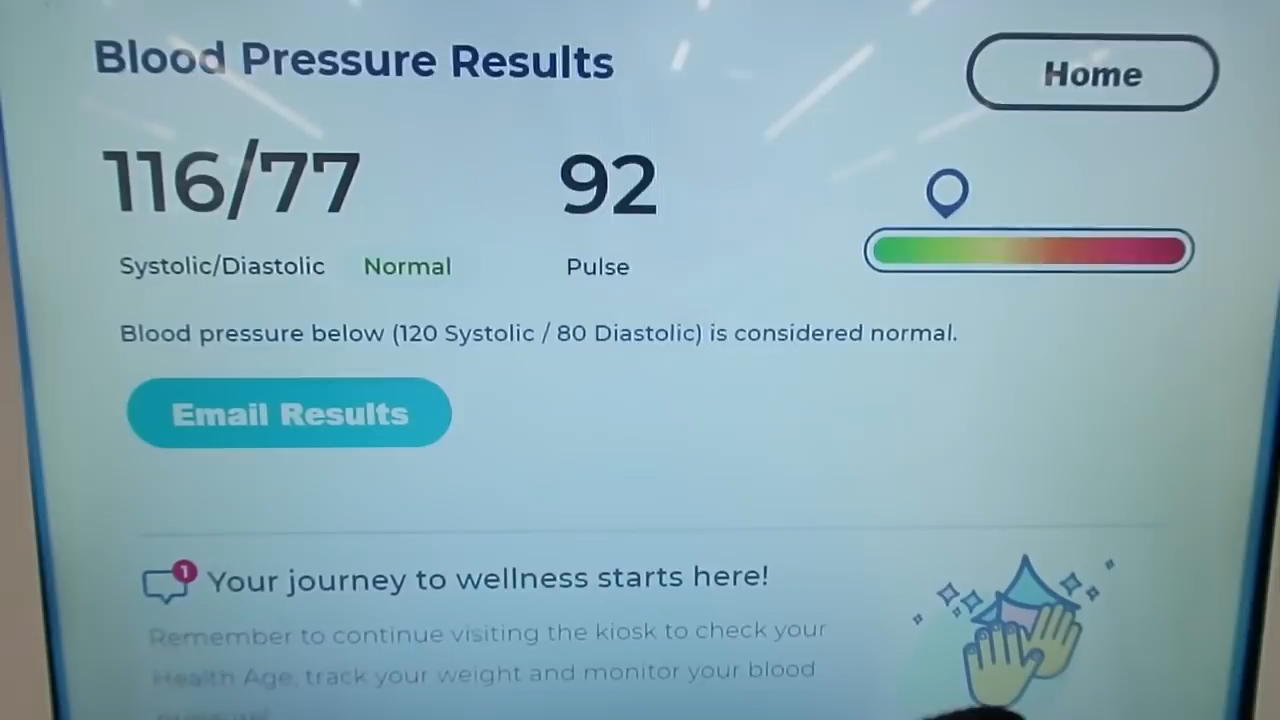 Blood Pressure Results
Home
116/77
92
Systolic/Diastolic Normal
Pulse
Blood pressure below (120 Systolic / 80 Diastolic) is considered normal.
Email Results
1
Your journey to wellness starts here!
Remember to continue visiting the kiosk to check your
Health Age, track your weight and monitor your blood